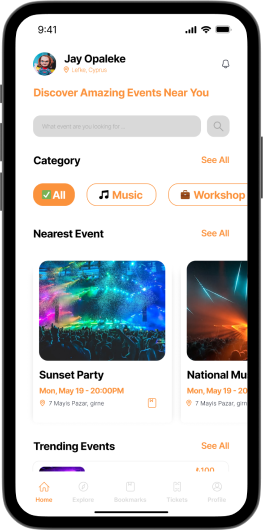 9:41
Jay Opaleke
Lefke, Cyprus
Discover Amazing Events Near You
What event are you looking for ...
Category
See All
All
Music
Workshop
Nearest Event
See All
Sunset Party
Mon, May 19 - 20:00PM
7 Mayis Pazar, girne
National Mu
Mon, May 19 - 20
7 Mayis Pazar, girne
Trending Events
See All
₺100
Home
Explore
Bookmarks
Tickets
Profile